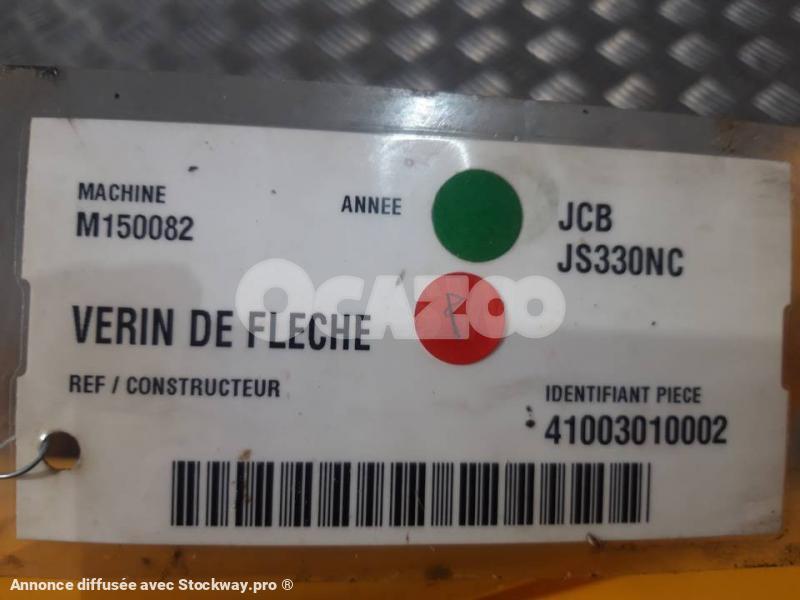 MACHINE
M150082
ANNEE
JCB
JS330NC
OCAZOO
VERIN DE FLECHE
REF / CONSTRUCTEUR
IDENTIFIANT PIECE
41003010002
Annonce diffusée avec Stockway.pro ®